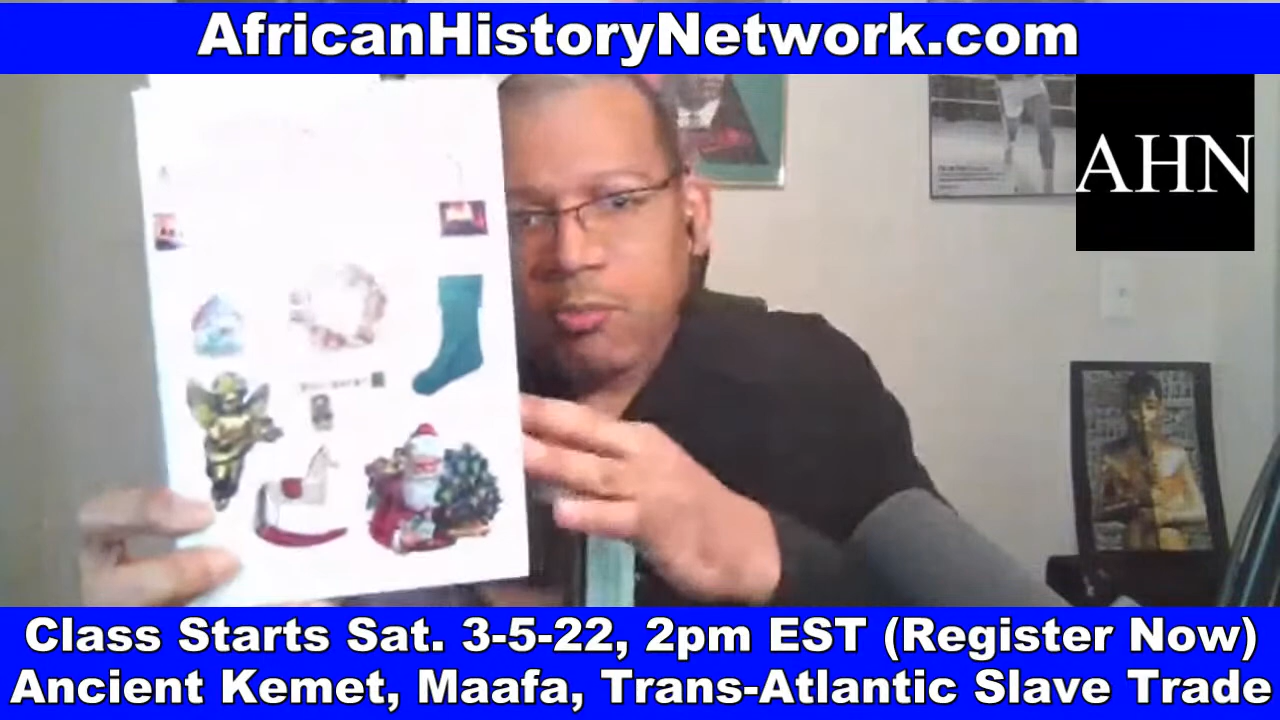 AfricanHistoryNetwork.com
AHN
Class Starts Sat. 3-5-22, 2pm EST (Register Now)
Ancient Kemet, Maafa, Trans-Atlantic Slave Trade